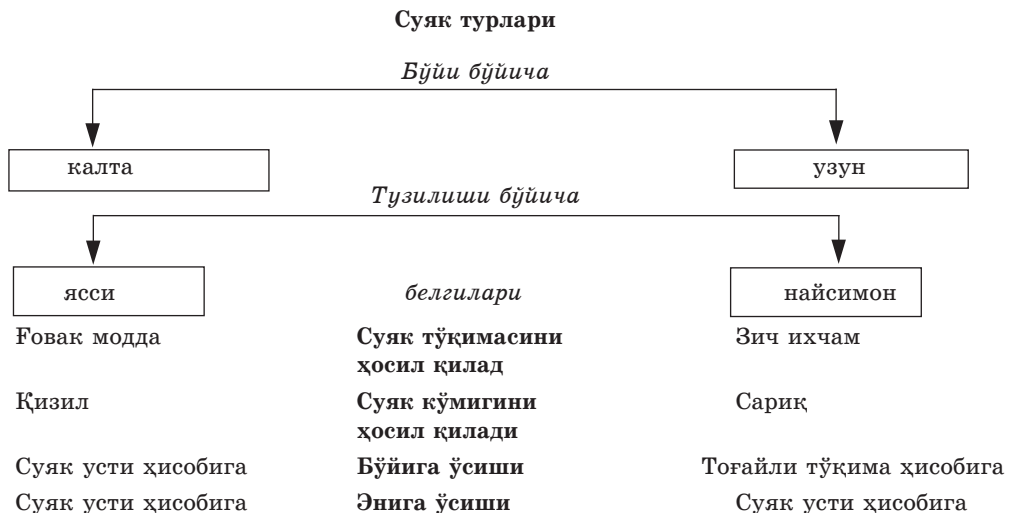 Суяк турлари
Бўйи бўйича
калта узун
Тузилиши бўйича
ясси белгилари найсимон
Ғовак модда Суяк тўқимасини Зич ихчам
ҳосил қилад
Қизил Суяк кўмигини Сариқ
ҳосил қилади
Суяк усти ҳисобига Бўйига ўсиши Тоғайли тўқима ҳисобига
Суяк усти ҳисобига Энига ўсиши Суяк усти ҳисобига